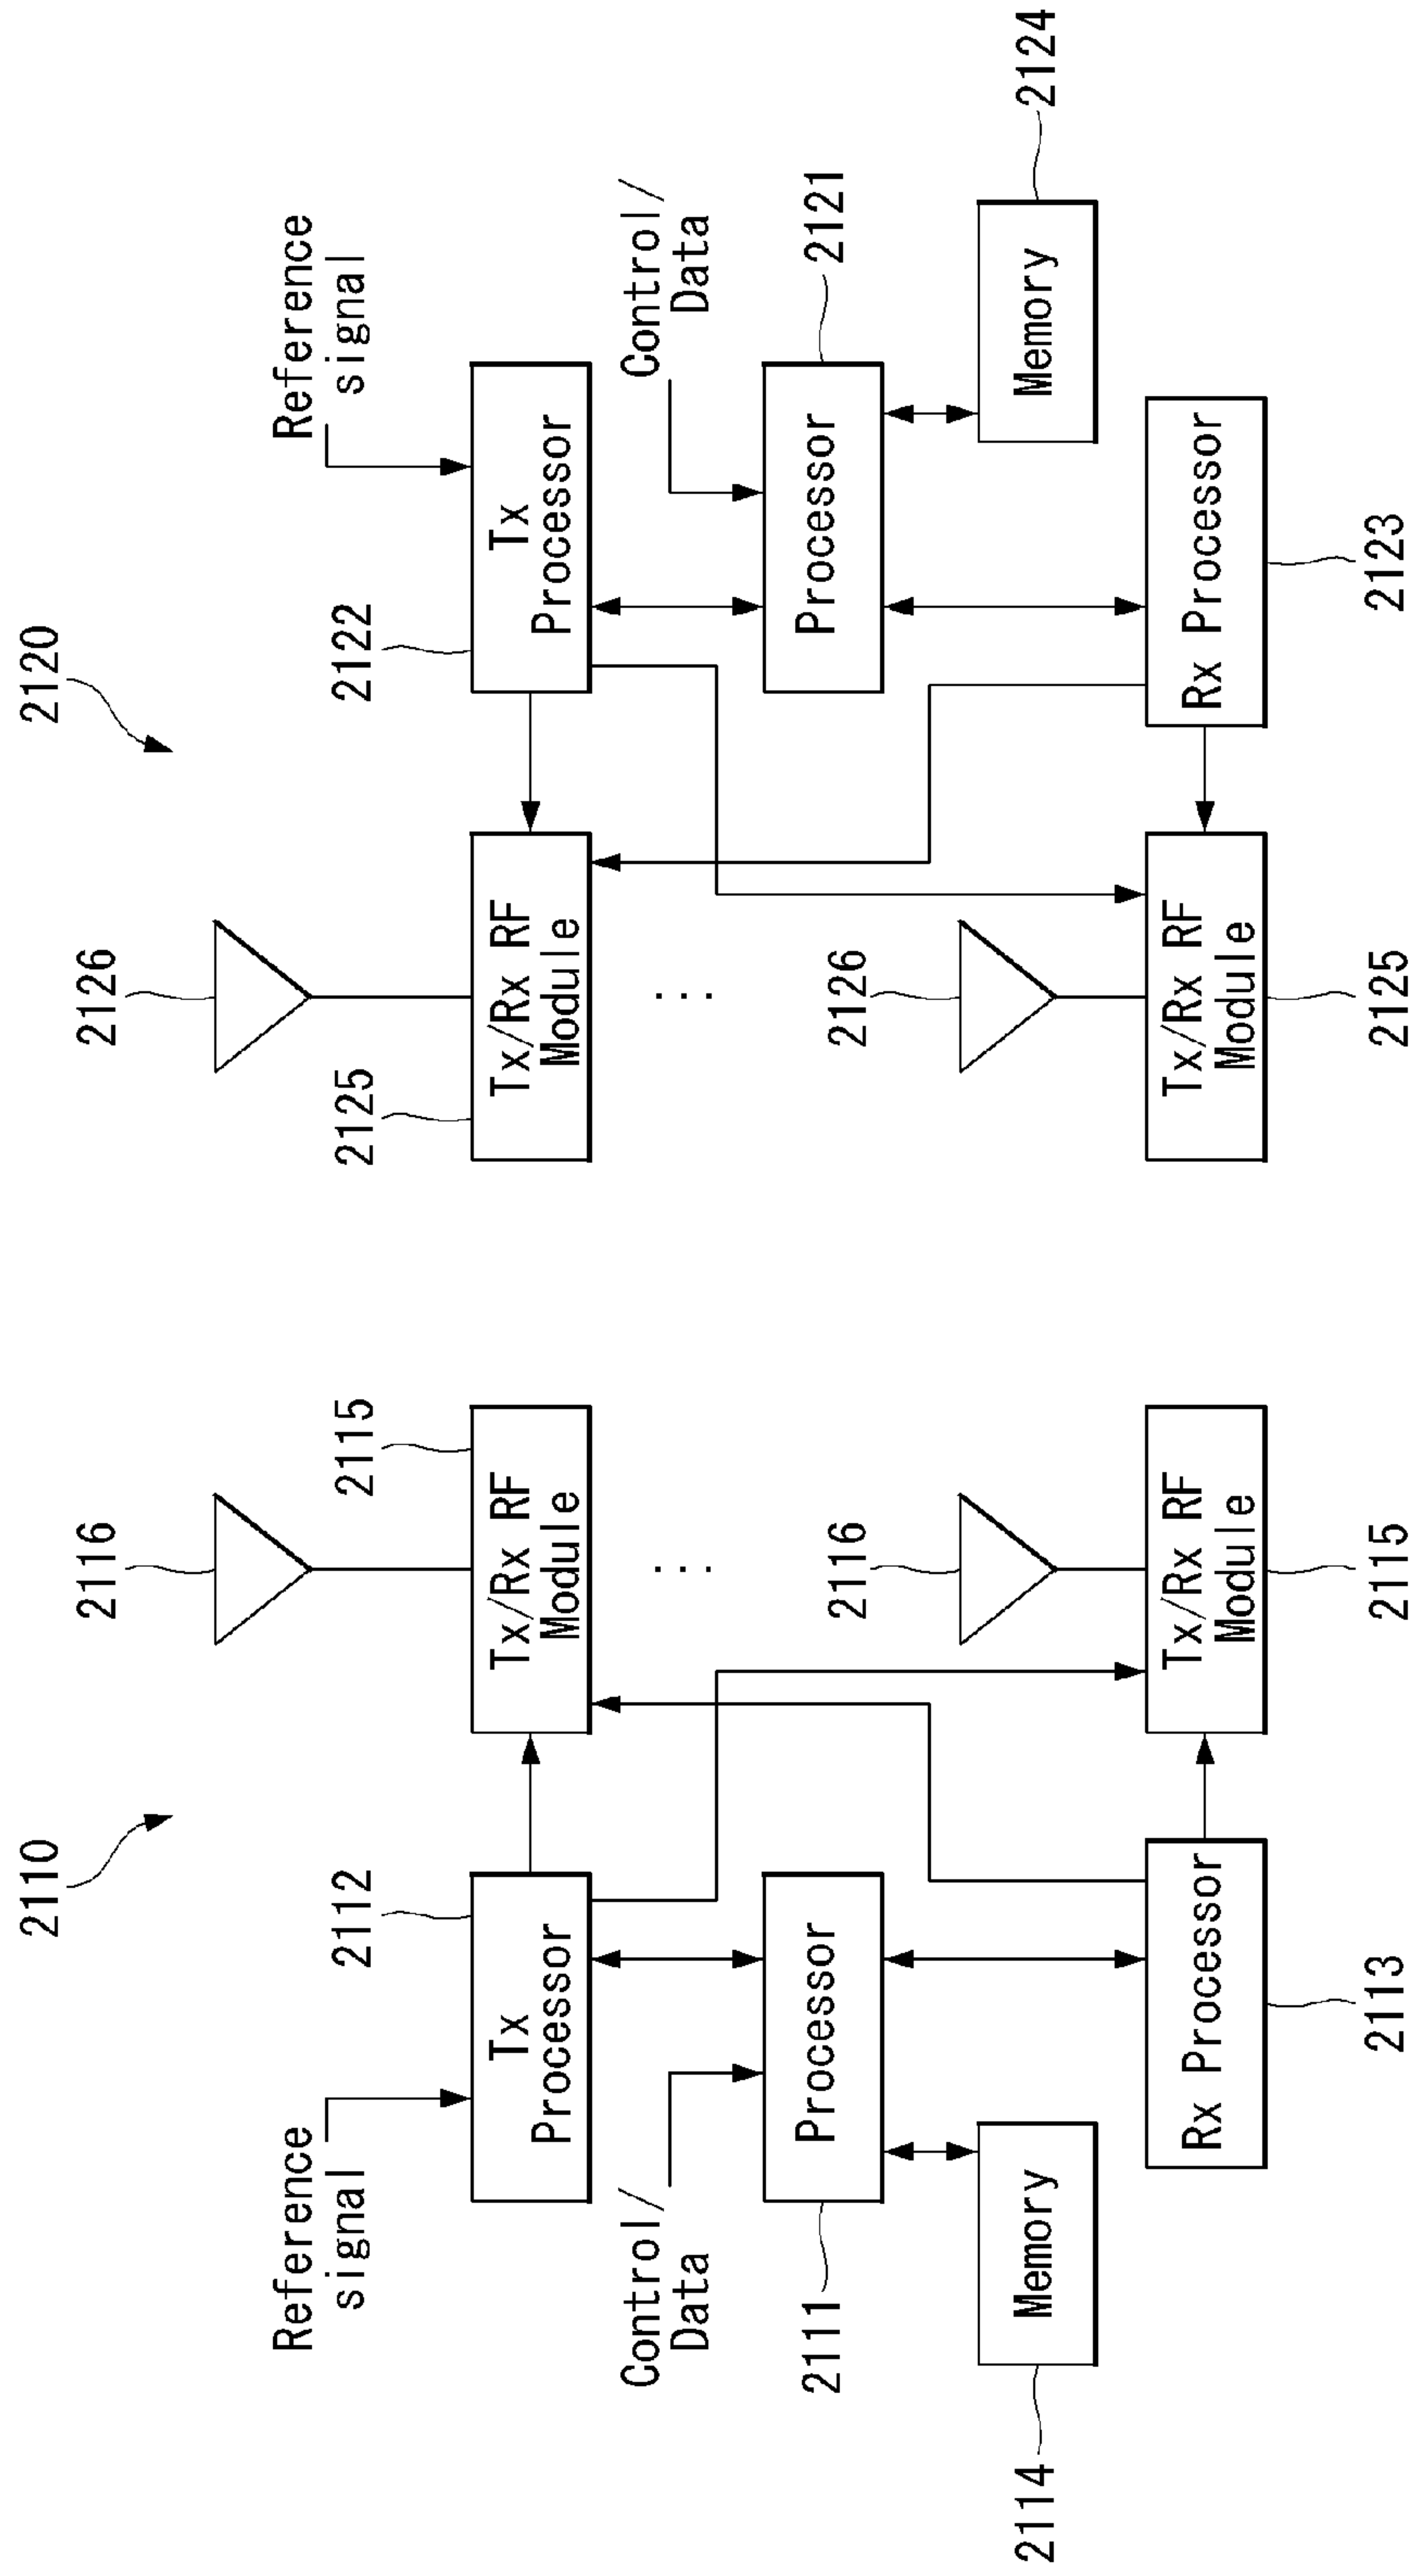 2110
2120
2116
2126
Reference
signal
2112
2115
2125
2122
Reference
signal
Tx
Processor
Tx/Rx RF
Module
Tx/Rx RF
Module
Tx
Processor
Control/
Data
...
...
Control/
Data
2111
Processor
2116
2126
Processor
2121
2114
Memory
Memory
2124
Rx Processor
Tx/Rx RF
Module
Tx/Rx RF
Module
Rx Processor
2113
2115
2125
2123